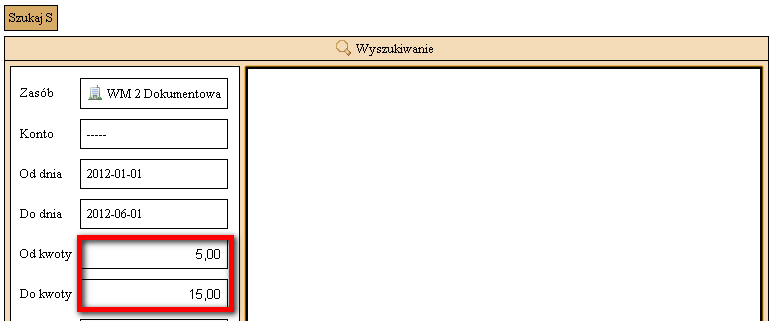 Szukaj S
Wyszukiwanie
Zasób WM 2 Dokumentowa
Konto -----
Od dnia 2012-01-01
Do dnia 2012-06-01
Od kwoty 5,00
Do kwoty 15,00